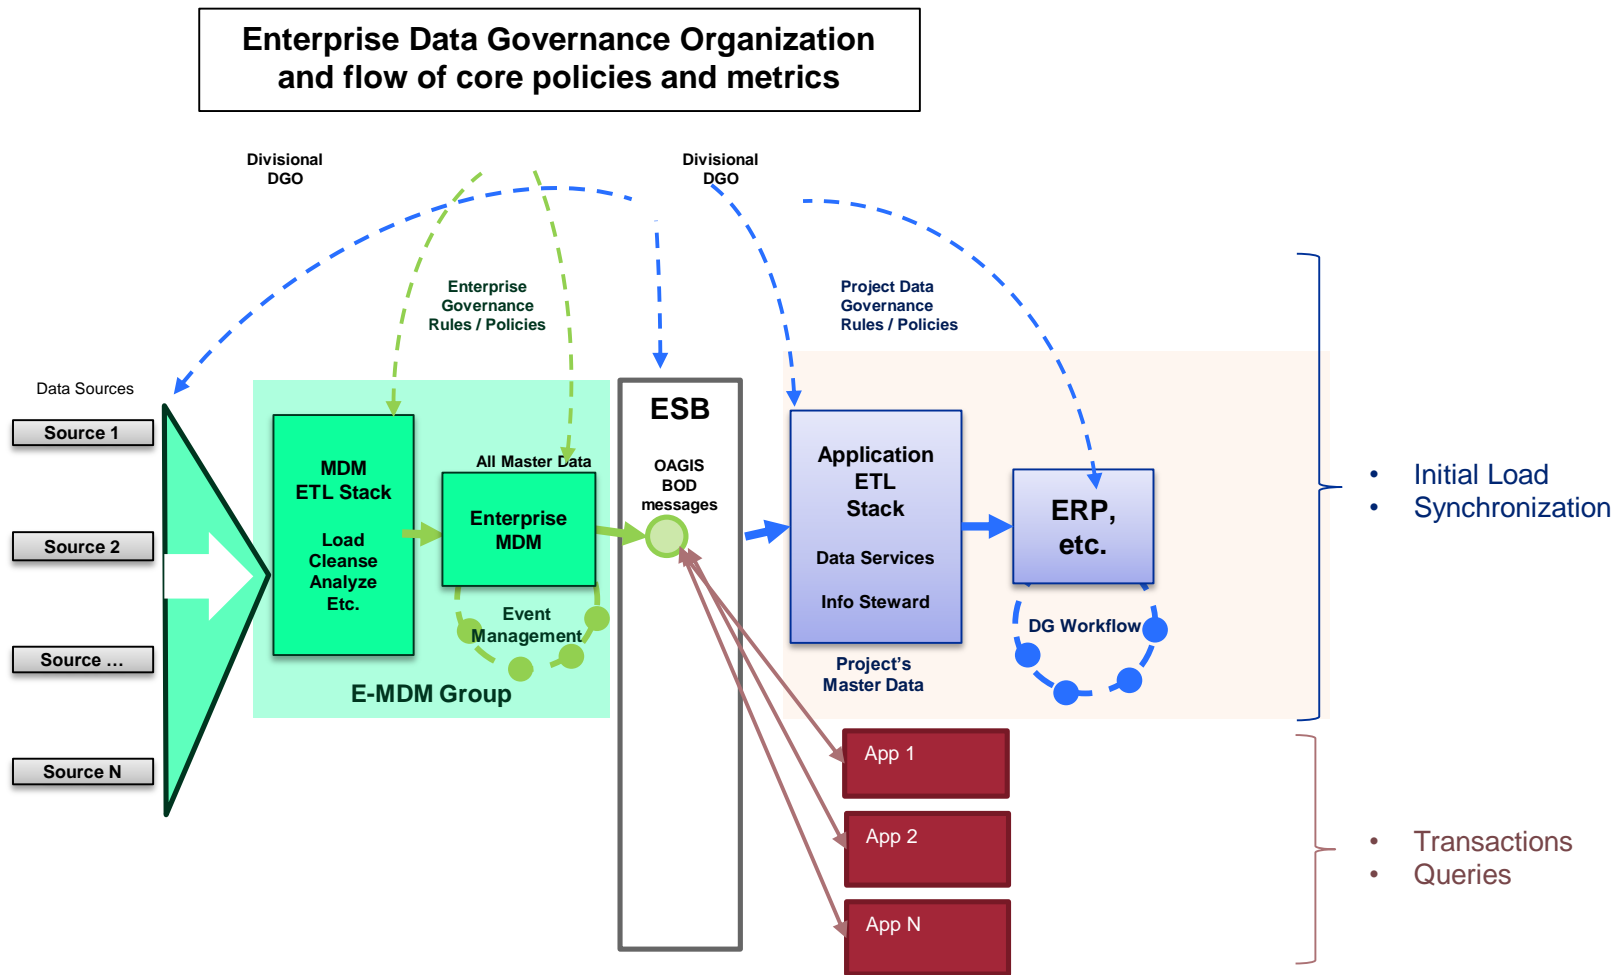 Enterprise Data Governance Organization
and flow of core policies and metrics
Divisional
DGO
Divisional
DGO
Enterprise
Governance
Rules / Policies
Project Data
Governance
Rules / Policies
Data Sources
Source 1
Source 2
Source ...
Source N
MDM
ETL Stack
Load
Cleanse
Analyze
Etc.
All Master Data
Enterprise
MDM
Event
Management
E-MDM Group
ESB
OAGIS
BOD
messages
Application
ETL
Stack
Data Services
Info Steward
Project's
Master Data
ERP,
etc.
DG Workflow
App 1
App 2
App N
• Initial Load
• Synchronization
• Transactions
• Queries